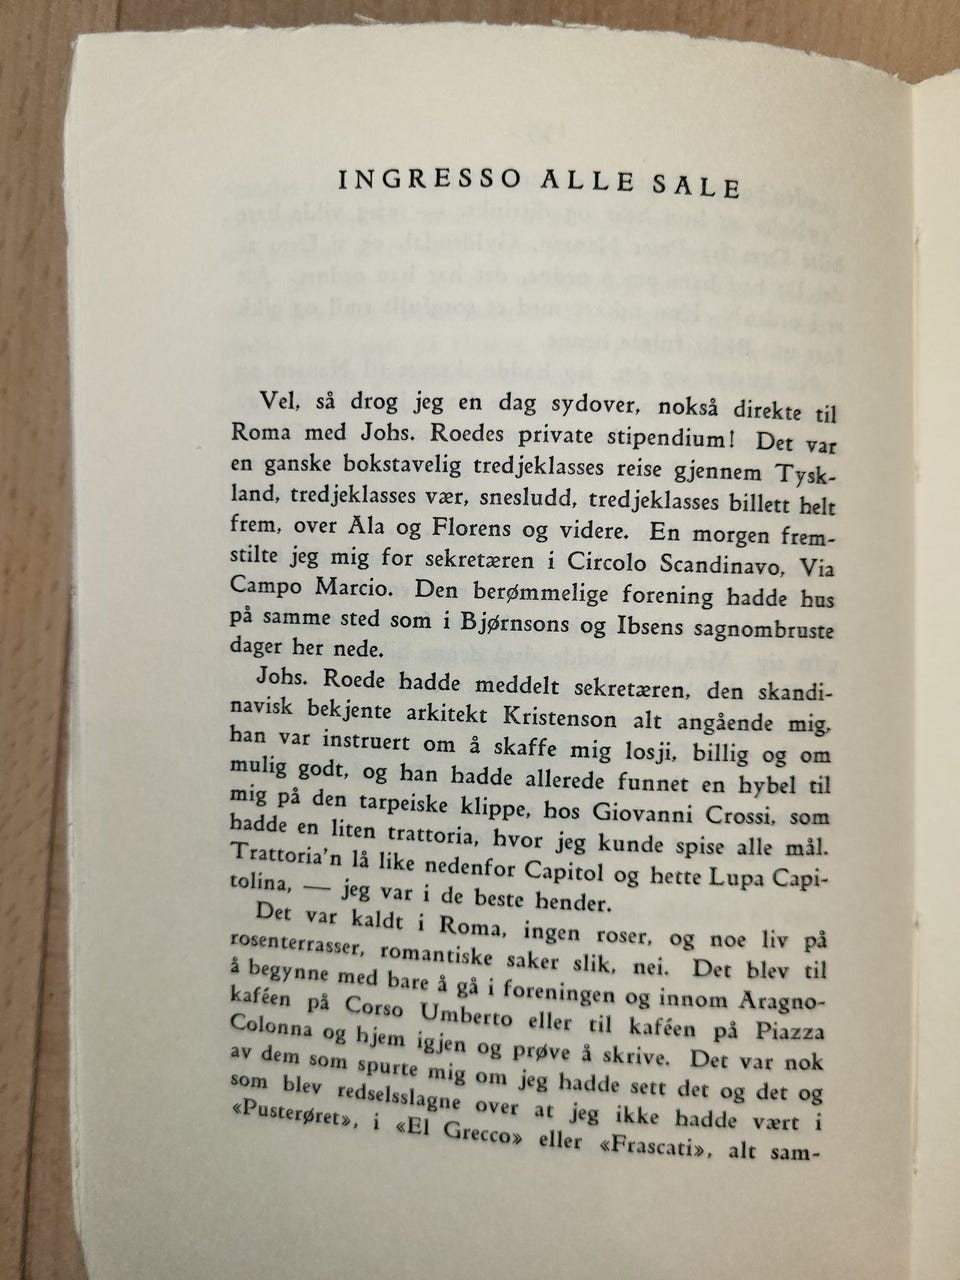 INGRESSO ALLE SALE
Vel, så drog jeg en dag sydover, nokså direkte til
Roma med Johs. Roedes private stipendium! Det var
en ganske bokstavelig tredjeklasses reise gjennem Tysk-
land, tredjeklasses vær, snesludd, tredjeklasses billett helt
frem, over Ala og Florens og videre. En morgen frem-
stilte jeg mig for sekretæren i Circolo Scandinavo, Via
Campo Marcio. Den berømmelige forening hadde hus
på samme sted som i Bjørnsons og Ibsens sagnombruste
dager her nede.
Johs. Roede hadde meddelt sekretæren, den skandi-
navisk bekjente arkitekt Kristenson alt angående mig,
han var instruert om å skaffe mig losji, billig og om
mulig godt, og han hadde allerede funnet en hybel til
mig på den tarpeiske klippe, hos Giovanni Crossi, som
hadde en liten trattoria, hvor jeg kunde spise alle mål.
Trattoria'n lå like nedenfor Capitol og hette Lupa Capi-
tolina, — jeg var i de beste hender.
Det var kaldt i Roma, ingen roser, og noe liv på
rosenterrasser, romantiske saker slik, nei. Det blev til
å begynne med bare å gå i foreningen og innom Aragno-
kaféen på Corso Umberto eller til kaféen på Piazza
Colonna og hjem igjen og prøve å skrive. Det var nok
av dem som spurte mig om jeg hadde sett det og det og
som blev redselsslagne over at jeg ikke hadde vært i
«Pusterøret», i «El Grecco» eller «Frascati», alt sam-